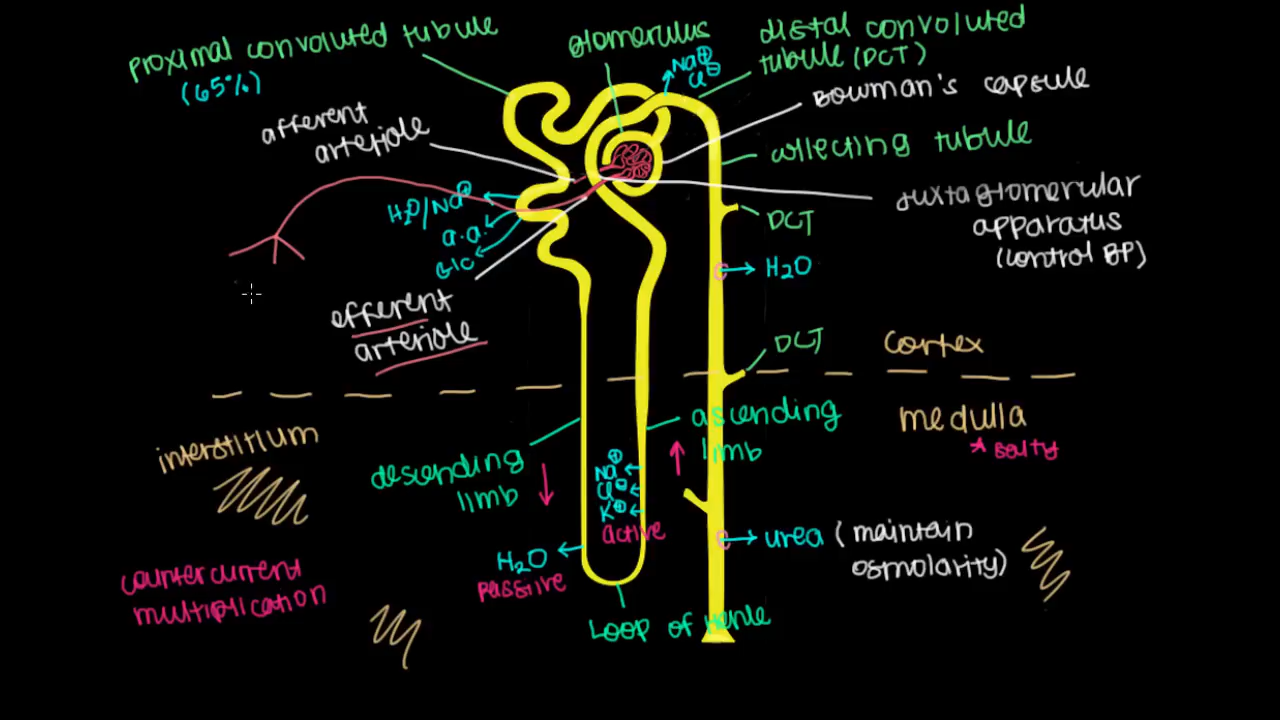 proximal convoluted tubule
(65%)
glomerulus
distal convoluted
tubule (DCT)
Na⊕
Cl⊖
Bowman's capsule
afferent
arteriole
collecting tubule
juxtaglomerular
apparatus
(control BP)
H2O/Na⊕
a.a.
Glc
DCT
H2O
efferent
arteriole
DCT
cortex
medulla
* salty
interstitium
descending
limb
ascending
limb
Na⊕
Cl⊖
K⊕
active
H2O
passive
urea (maintain
osmolarity)
countercurrent
multiplication
Loop of Henle